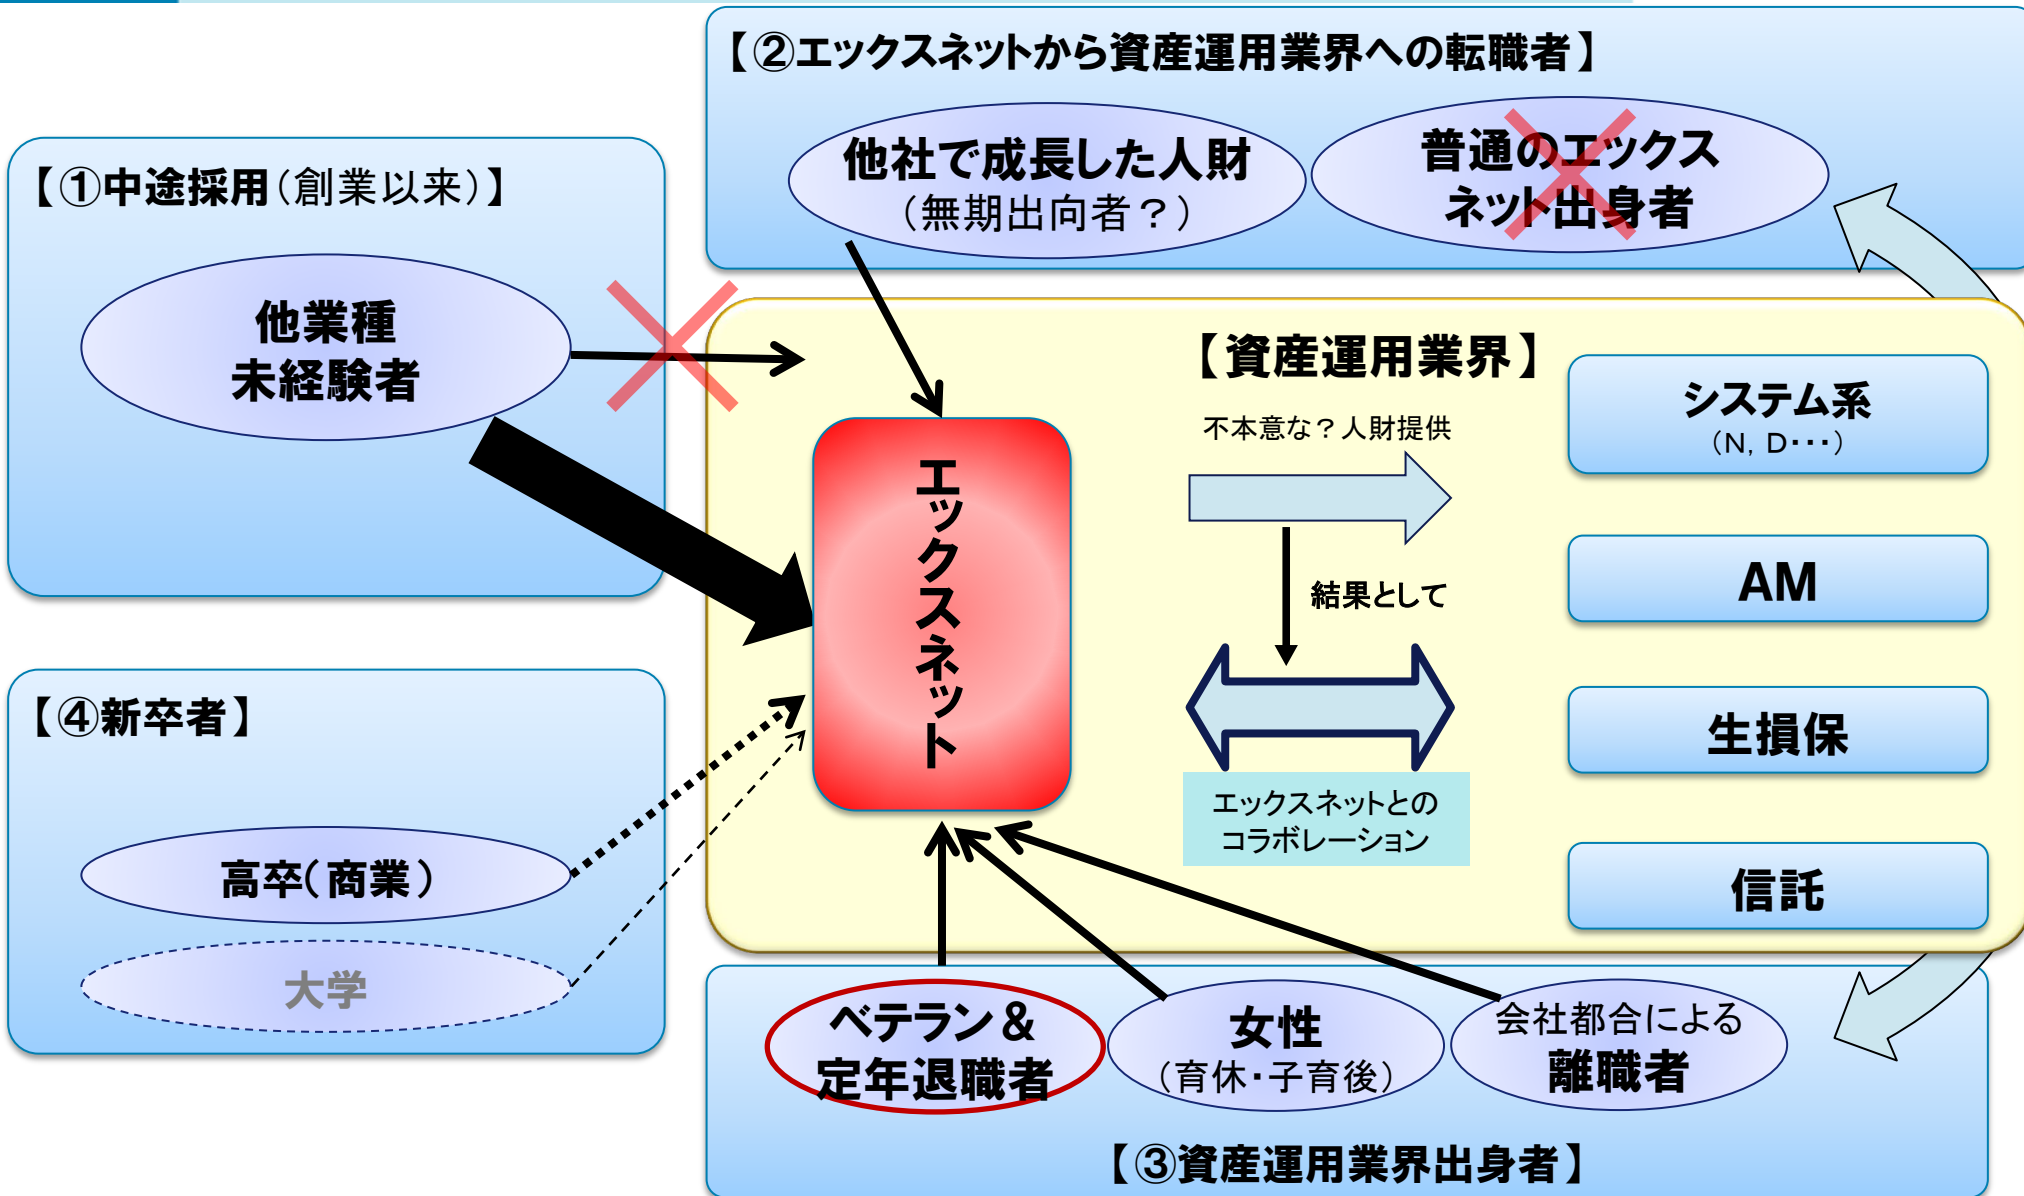 【②エックスネットから資産運用業界への転職者】
他社で成長した人財
（無期出向者？）
普通のエックス
ネット出身者
【①中途採用（創業以来）】
他業種
未経験者
【資産運用業界】
不本意な？人財提供
結果として
エックスネットとの
コラボレーション
エックスネット
システム系
（N, D・・・）
AM
生損保
信託
【④新卒者】
高卒（商業）
大学
ベテラン＆
定年退職者
女性
（育休・子育後）
会社都合による
離職者
【③資産運用業界出身者】